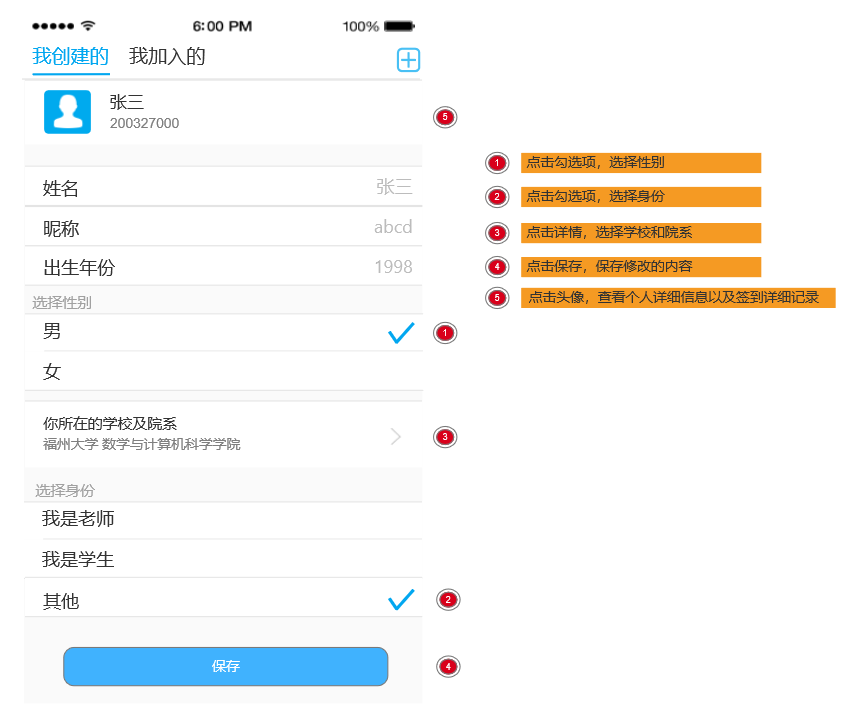 6:00 PM
100%
我创建的 我加入的
张三
200327000
5
1 点击勾选项，选择性别
2 点击勾选项，选择身份
3 点击详情，选择学校和院系
4 点击保存，保存修改的内容
5 点击头像，查看个人详细信息以及签到详细记录
姓名 张三
昵称 abcd
出生年份 1998
选择性别
男
1
女
你所在的学校及院系
福州大学 数学与计算机科学学院
3
选择身份
我是老师
我是学生
其他
2
保存
4